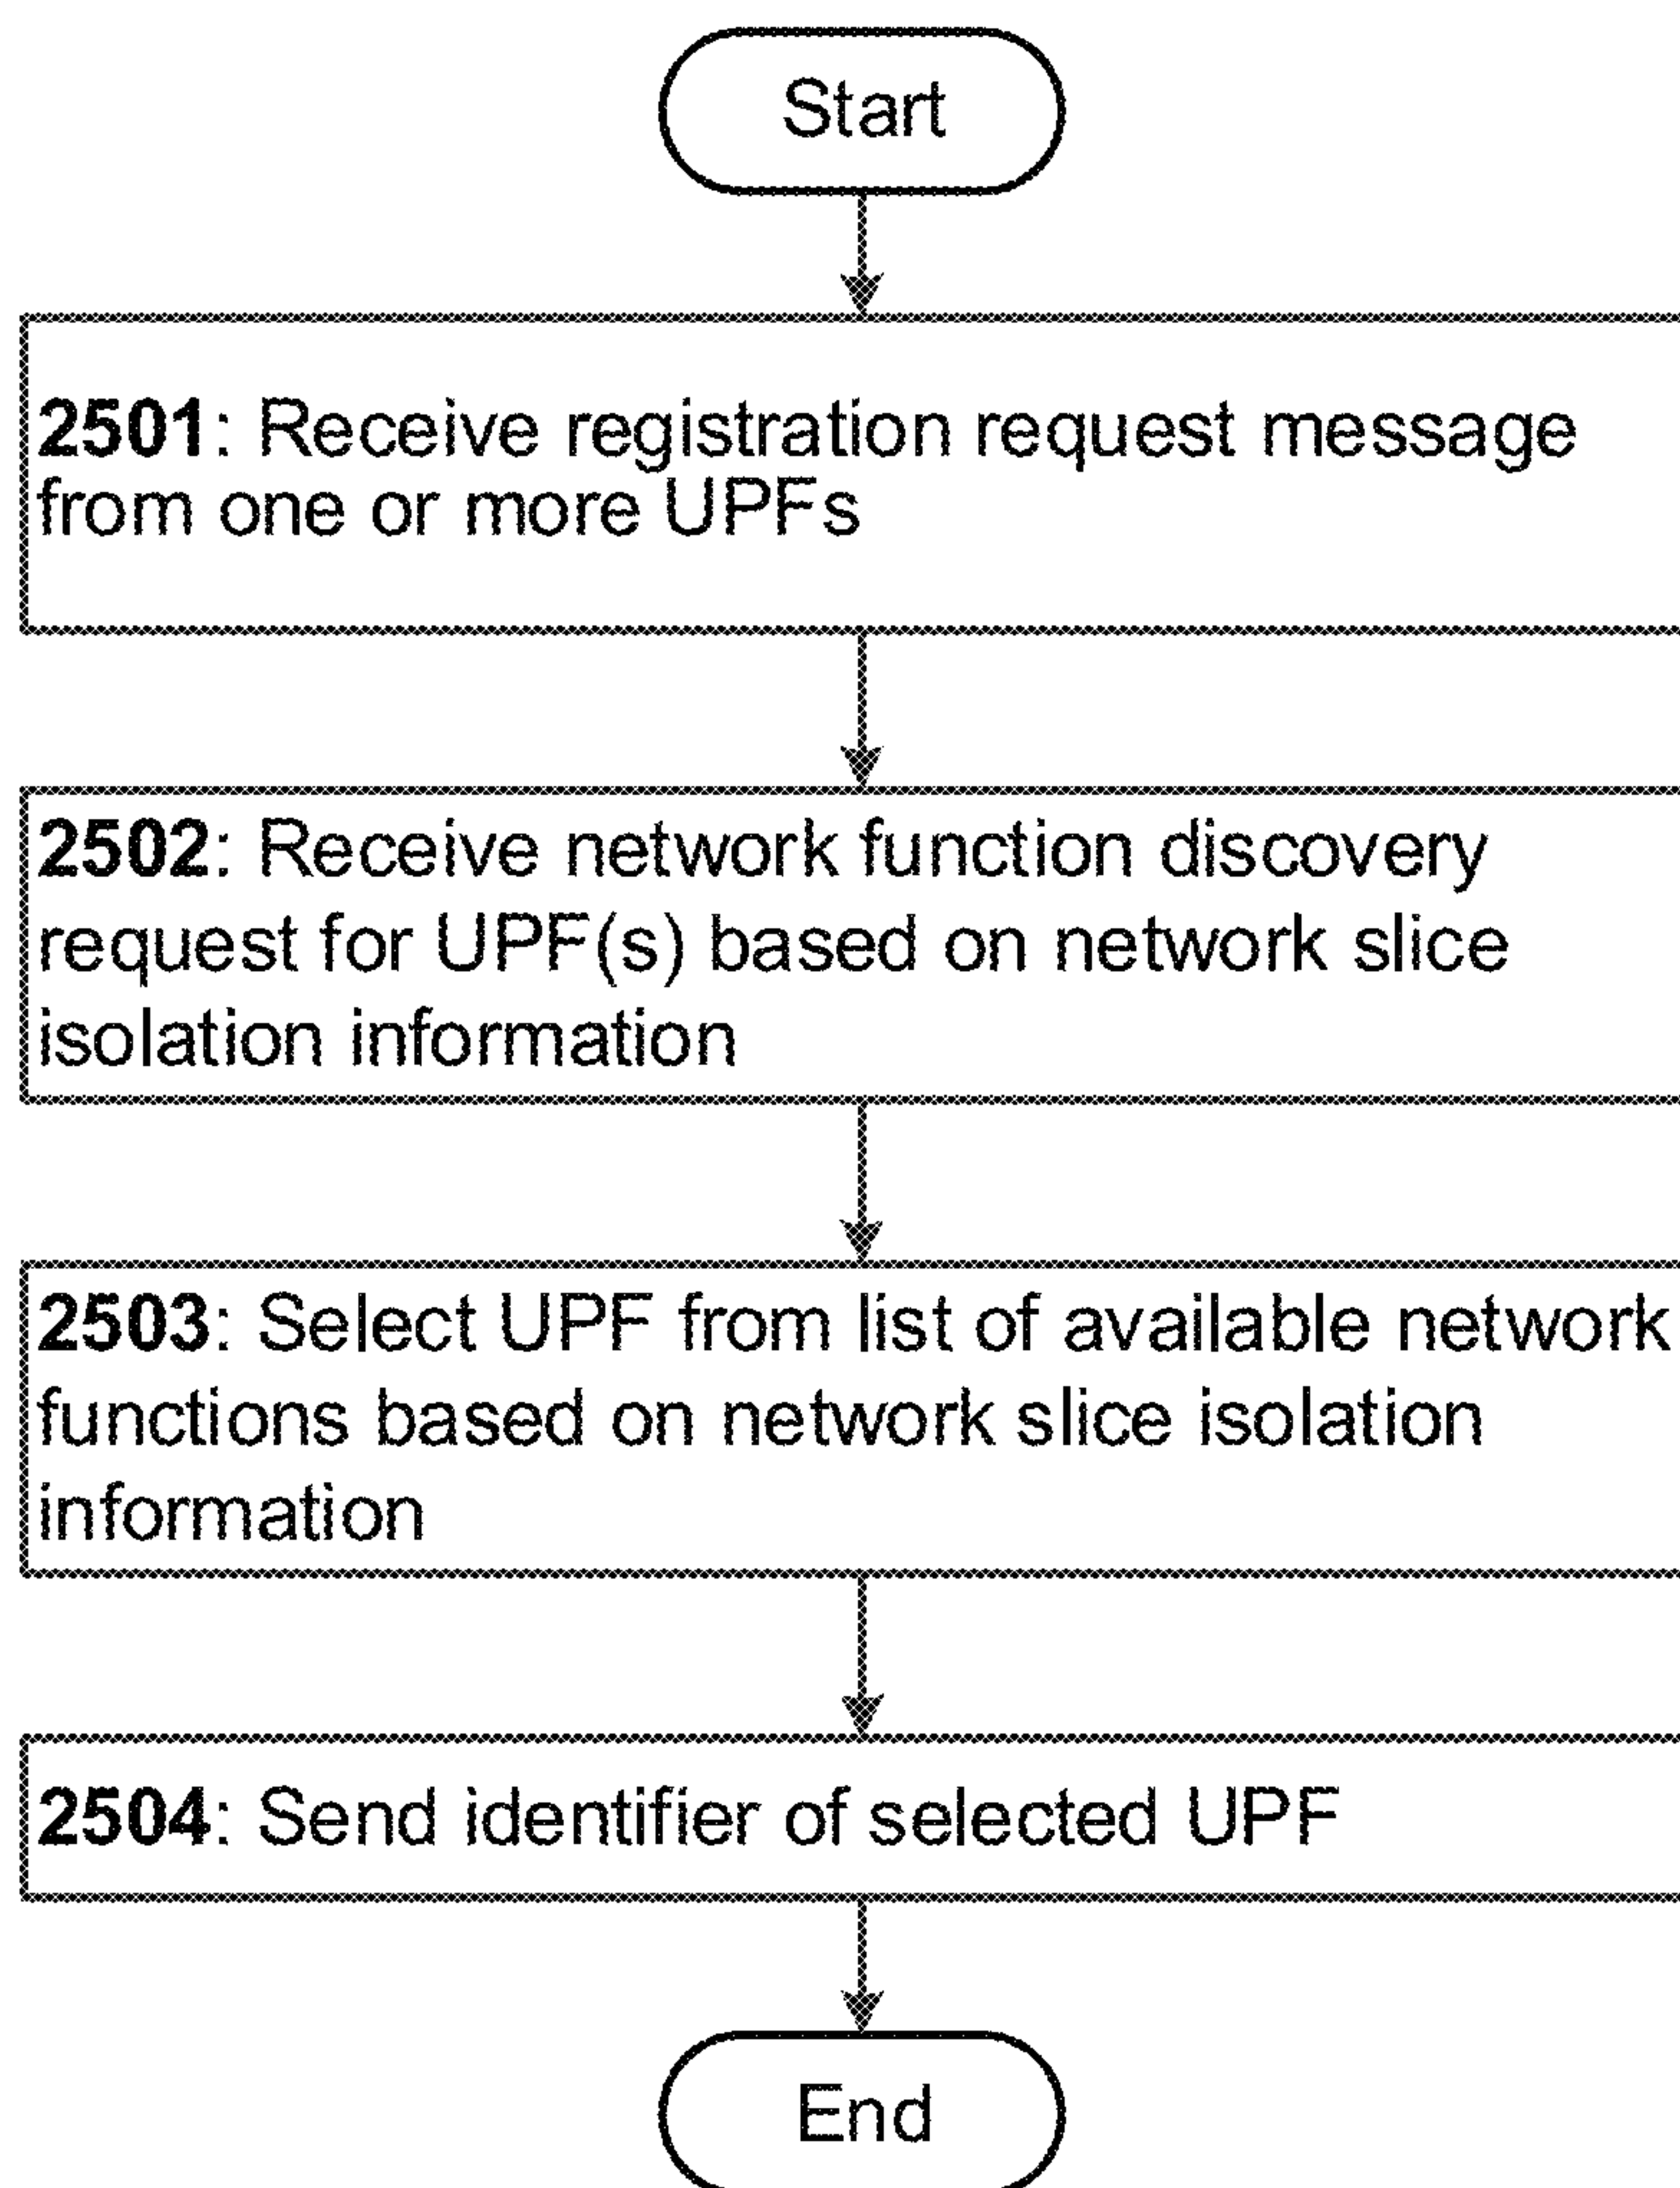 Start
2501: Receive registration request message
from one or more UPFs
2502: Receive network function discovery
request for UPF(s) based on network slice
isolation information
2503: Select UPF from list of available network
functions based on network slice isolation
information
2504: Send identifier of selected UPF
End